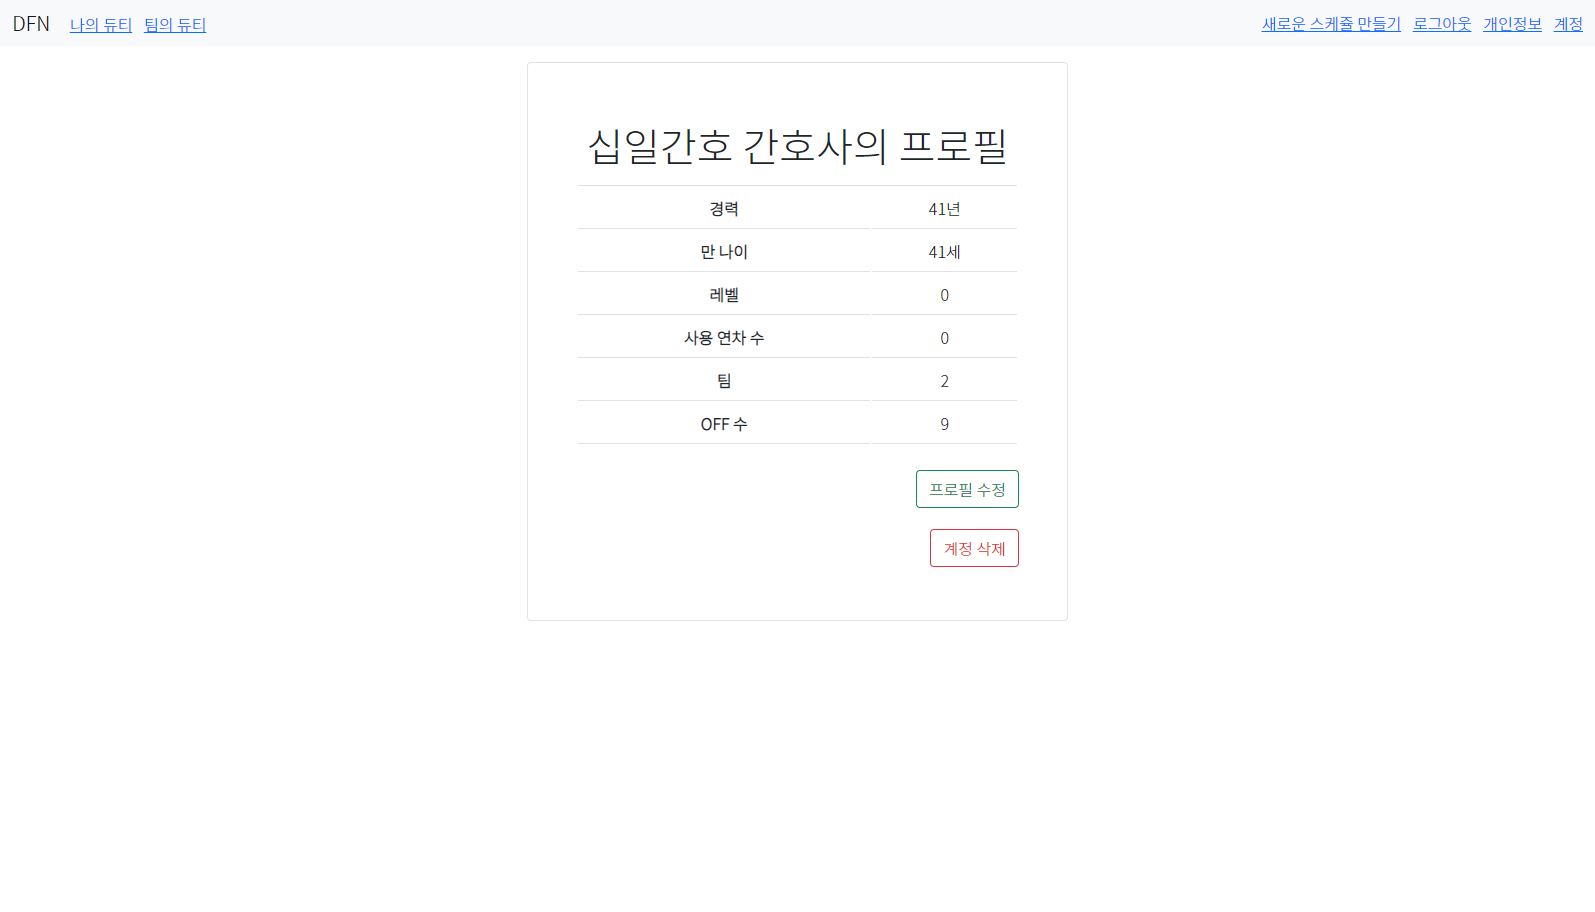 DFN 나의 듀티 팀의 듀티 새로운 스케쥴 만들기 로그아웃 개인정보 계정
십일간호 간호사의 프로필
경력 41년
만 나이 41세
레벨 0
사용 연차 수 0
팀 2
OFF 수 9
프로필 수정
계정 삭제